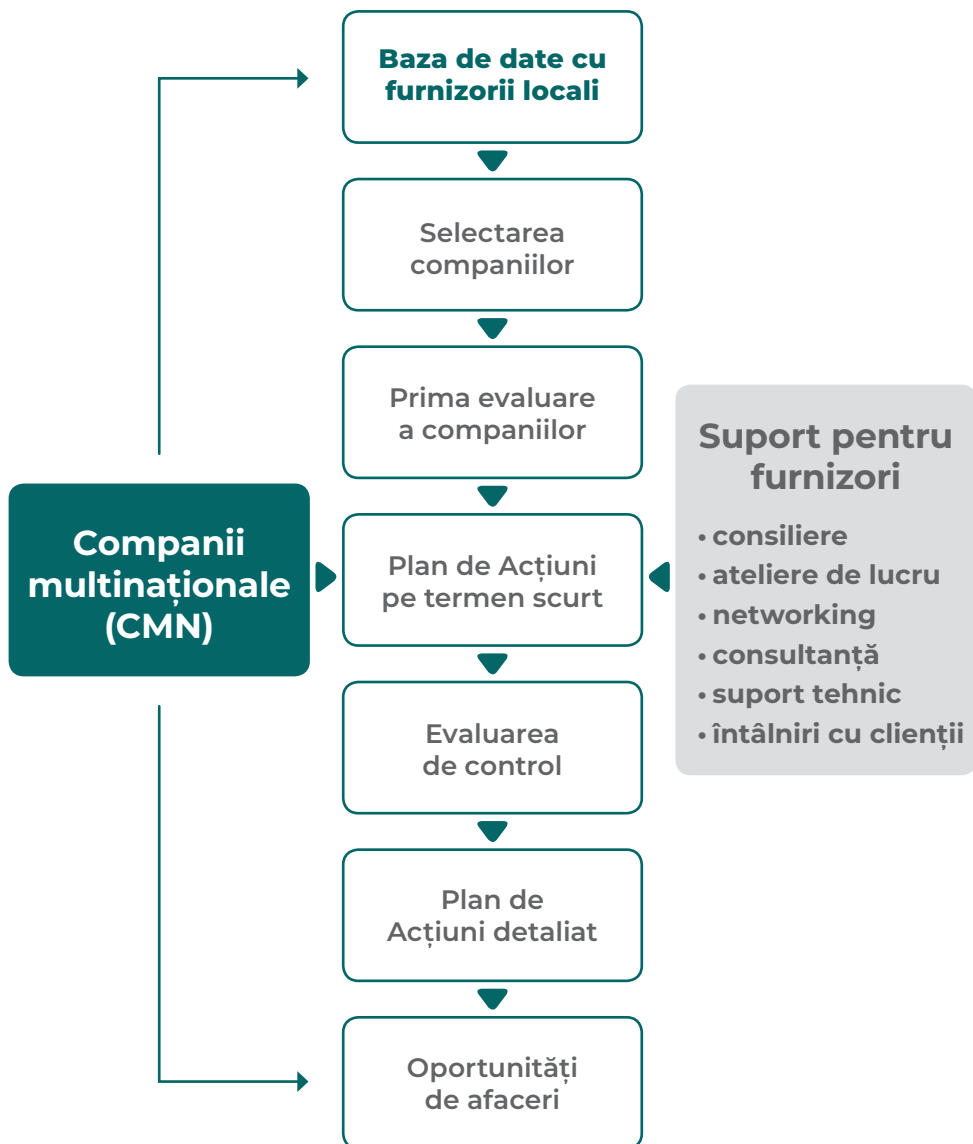 Baza de date cu
furnizorii locali
Selectarea
companiilor
Prima evaluare
a companiilor
Suport pentru
furnizori
• consiliere
• ateliere de lucru
• networking
• consultanță
• suport tehnic
• întâlniri cu clienții
Companii
multinaționale
(CMN)
Plan de Acțiuni
pe termen scurt
Evaluarea
de control
Plan de
Acțiuni detaliat
Oportunități
de afaceri